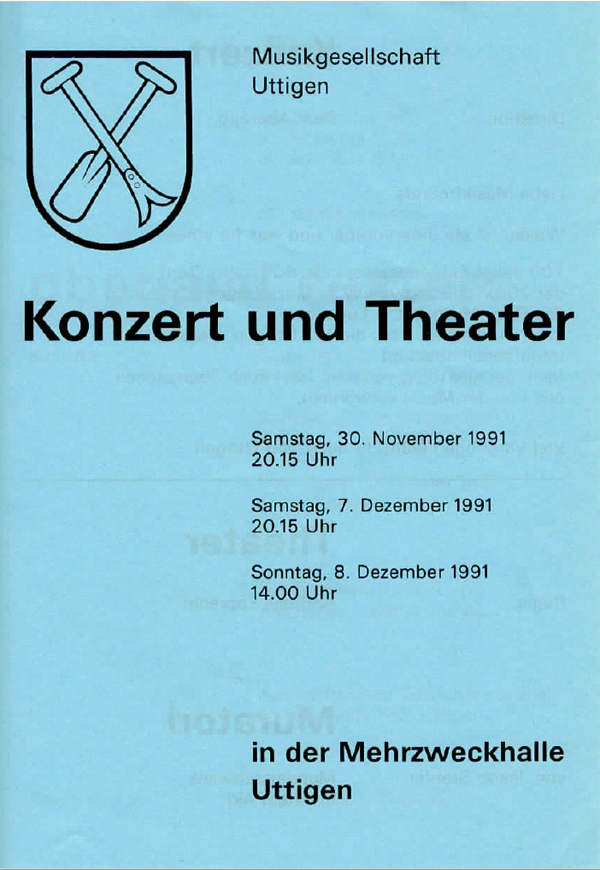 Musikgesellschaft
Uttigen
Konzert und Theater
Samstag, 30. November 1991
20.15 Uhr
Samstag, 7. Dezember 1991
20.15 Uhr
Sonntag, 8. Dezember 1991
14.00 Uhr
in der Mehrzweckhalle
Uttigen